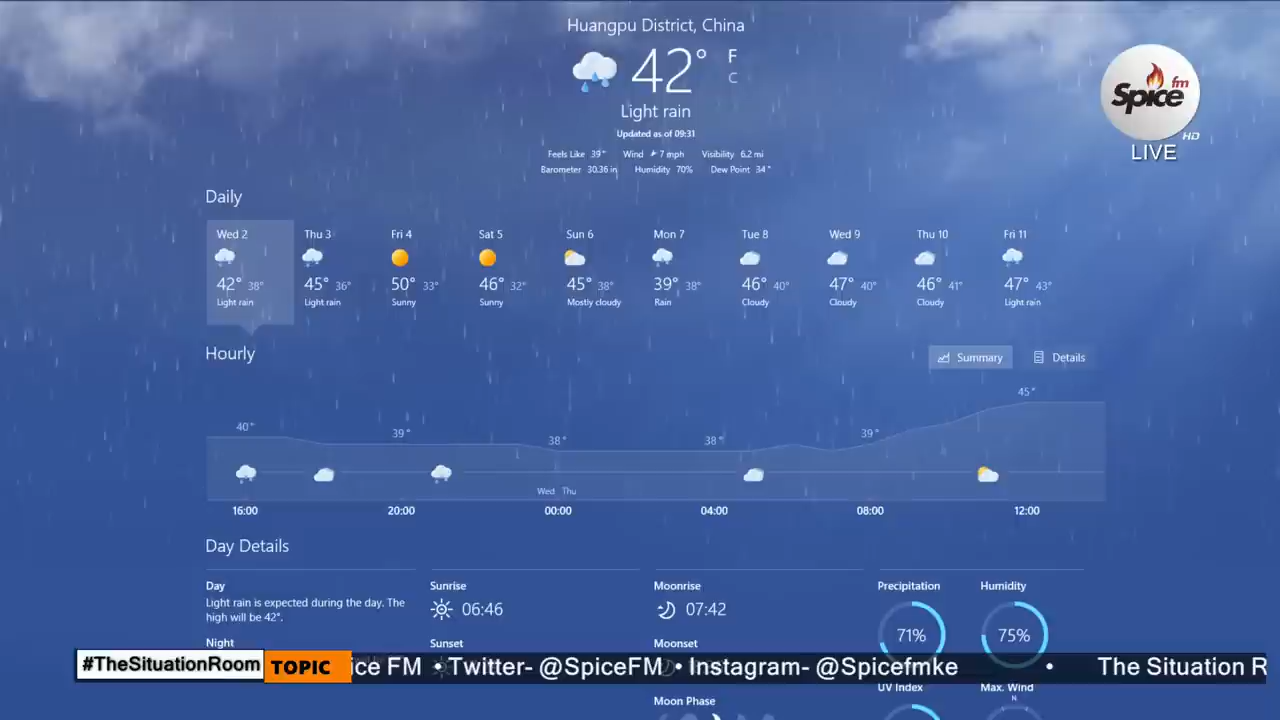 Huangpu District, China
42° F
C
Light rain
Updated as of 09:31
Feels Like 39° Wind 7 mph Visibility 6.2 mi
Barometer 30.36 in Humidity 70% Dew Point 34°
Spice fm
HD
LIVE
Daily
Wed 2 Thu 3 Fri 4 Sat 5 Sun 6 Mon 7 Tue 8 Wed 9 Thu 10 Fri 11
42° 38° 45° 36° 50° 33° 46° 32° 45° 38° 39° 38° 46° 40° 47° 40° 46° 41° 47° 43°
Light rain Light rain Sunny Sunny Mostly cloudy Rain Cloudy Cloudy Cloudy Light rain
Hourly
Summary Details
40° 39° 38° 38° 39° 45°
Wed Thu
16:00 20:00 00:00 04:00 08:00 12:00
Day Details
Day
Light rain is expected during the day. The
high will be 42°.
Night
Sunrise
06:46
Sunset
Moonrise
07:42
Moonset
Moon Phase
Precipitation Humidity
71% 75%
UV Index Max. Wind
N
#TheSituationRoom TOPIC ice FM • Twitter- @SpiceFM • Instagram- @Spicefmke • The Situation R